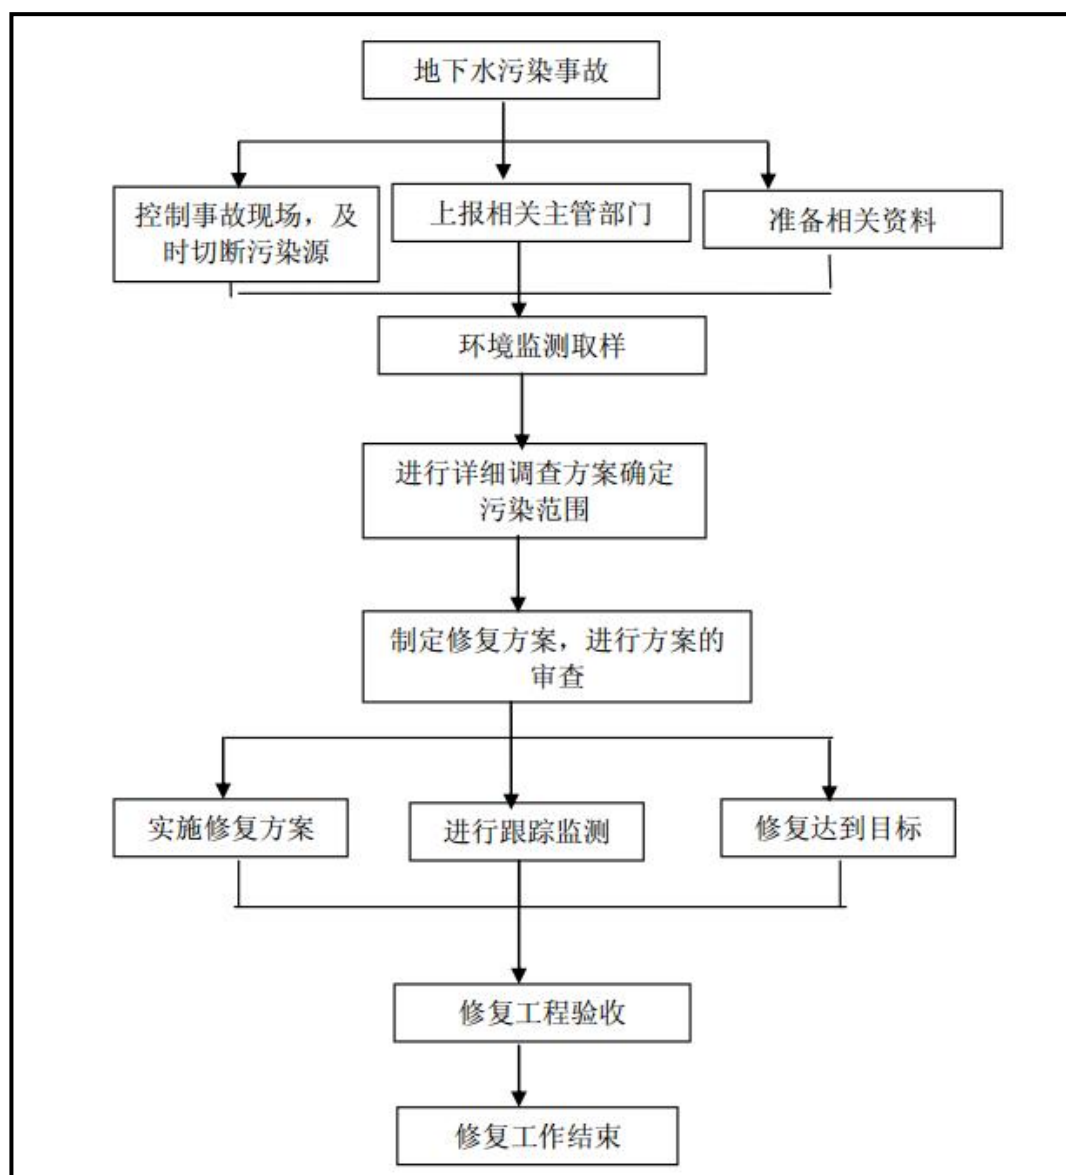 地下水污染事故
控制事故现场，及
时切断污染源
上报相关主管部门
准备相关资料
环境监测取样
进行详细调查方案确定
污染范围
制定修复方案，进行方案的
审查
实施修复方案
进行跟踪监测
修复达到目标
修复工程验收
修复工作结束